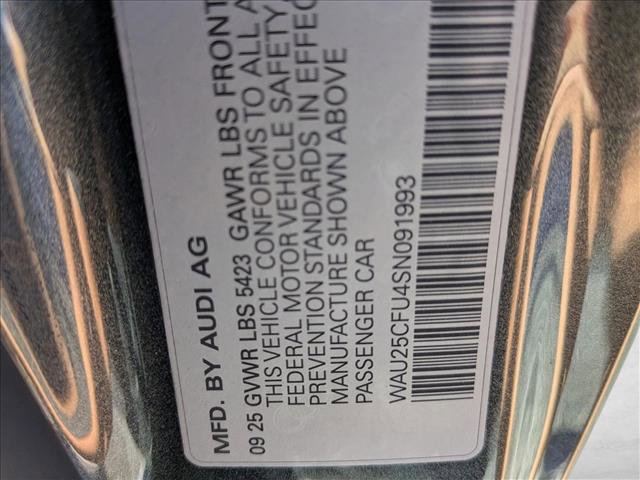 MFD. BY AUDI AG
09 25 GVWR LBS 5423 GAWR LBS FRONT
THIS VEHICLE CONFORMS TO ALL
FEDERAL MOTOR VEHICLE SAFETY
PREVENTION STANDARDS IN EFFEC
MANUFACTURE SHOWN ABOVE
PASSENGER CAR
WAU25CFU4SN091993